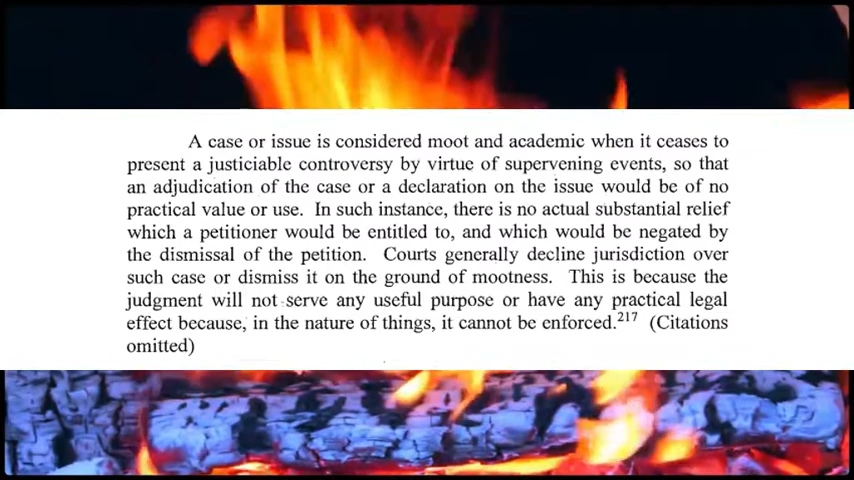 A case or issue is considered moot and academic when it ceases to
present a justiciable controversy by virtue of supervening events, so that
an adjudication of the case or a declaration on the issue would be of no
practical value or use. In such instance, there is no actual substantial relief
which a petitioner would be entitled to, and which would be negated by
the dismissal of the petition. Courts generally decline jurisdiction over
such case or dismiss it on the ground of mootness. This is because the
judgment will not serve any useful purpose or have any practical legal
effect because, in the nature of things, it cannot be enforced.217 (Citations
omitted)